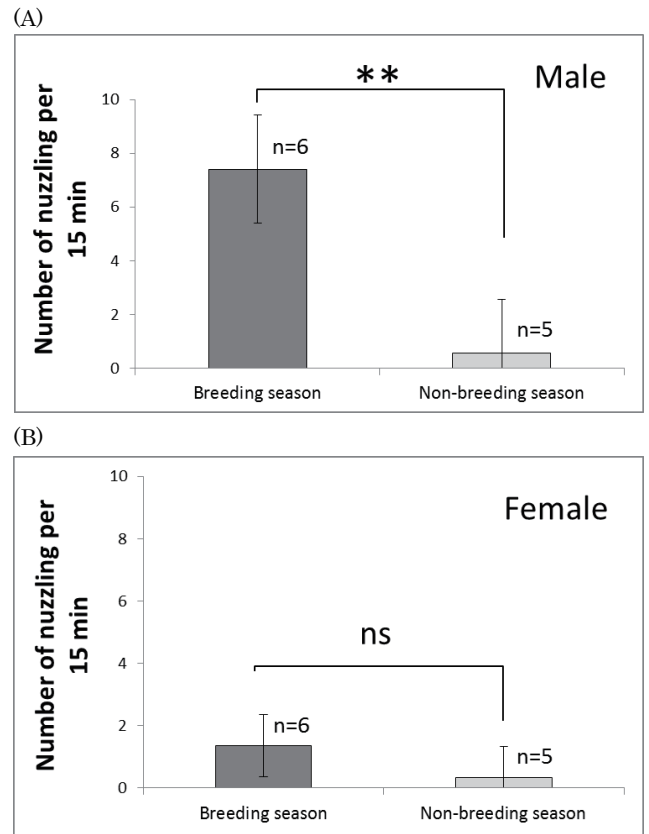 (A)
**
Male
Number of nuzzling per
15 min
10
8
6
4
2
0
n=6
n=5
Breeding season
Non-breeding season
(B)
Female
Number of nuzzling per
15 min
10
8
6
4
2
0
ns
n=6
n=5
Breeding season
Non-breeding season